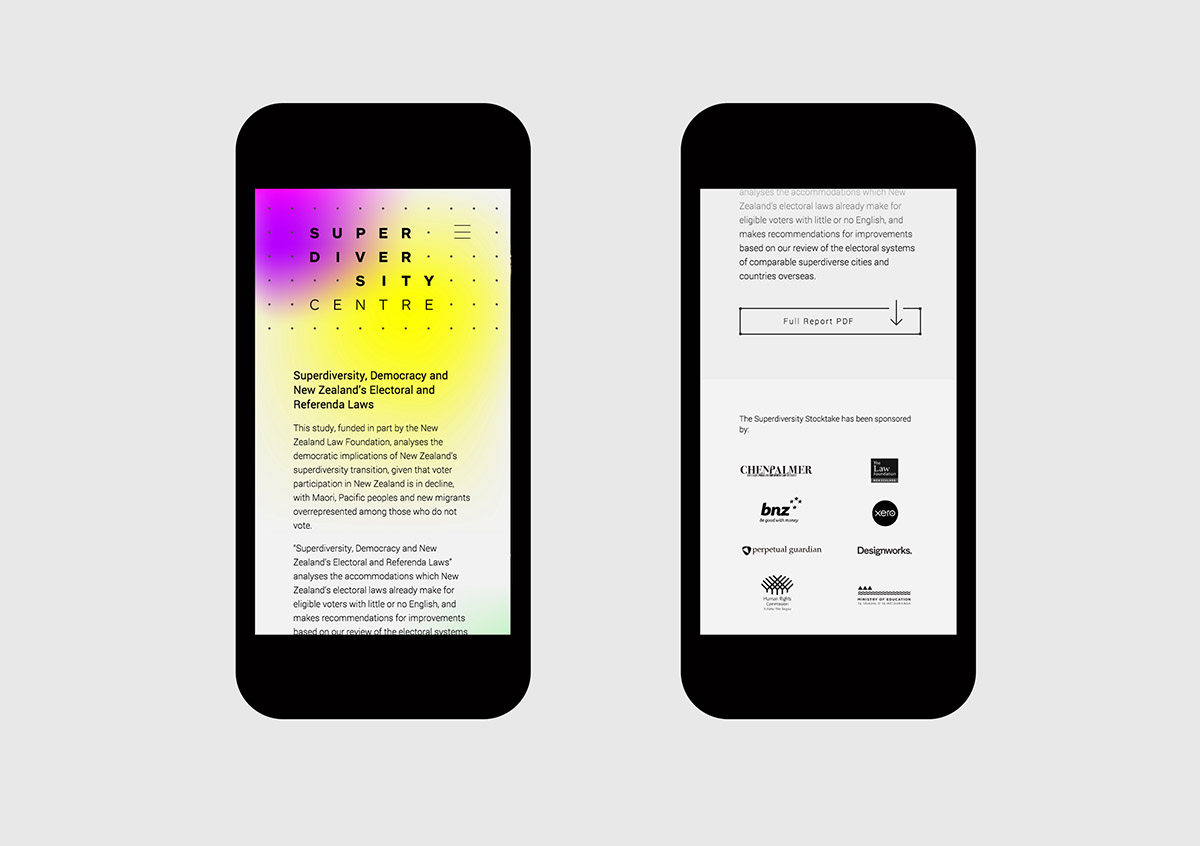 SUPER
DIVER
SITY
CENTRE
Superdiversity, Democracy and
New Zealand's Electoral and
Referenda Laws
This study, funded in part by the New
Zealand Law Foundation, analyses the
democratic implications of New Zealand's
superdiversity transition, given that voter
participation in New Zealand is in decline,
with Maori, Pacific peoples and new migrants
overrepresented among those who do not
vote.
"Superdiversity, Democracy and New
Zealand's Electoral and Referenda Laws"
analyses the accommodations which New
Zealand's electoral laws already make for
eligible voters with little or no English, and
makes recommendations for improvements
based on our review of the electoral systems
analyses the accommodations which New
Zealand's electoral laws already make for
eligible voters with little or no English, and
makes recommendations for improvements
based on our review of the electoral systems
of comparable superdiverse cities and
countries overseas.
Full Report PDF
The Superdiversity Stocktake has been sponsored
by:
CHENPALMER
The
Law
Foundation
NEW ZEALAND
bnz
Be good with money
xero
perpetual guardian
Designworks.
Human Rights
Commission
MINISTRY OF EDUCATION